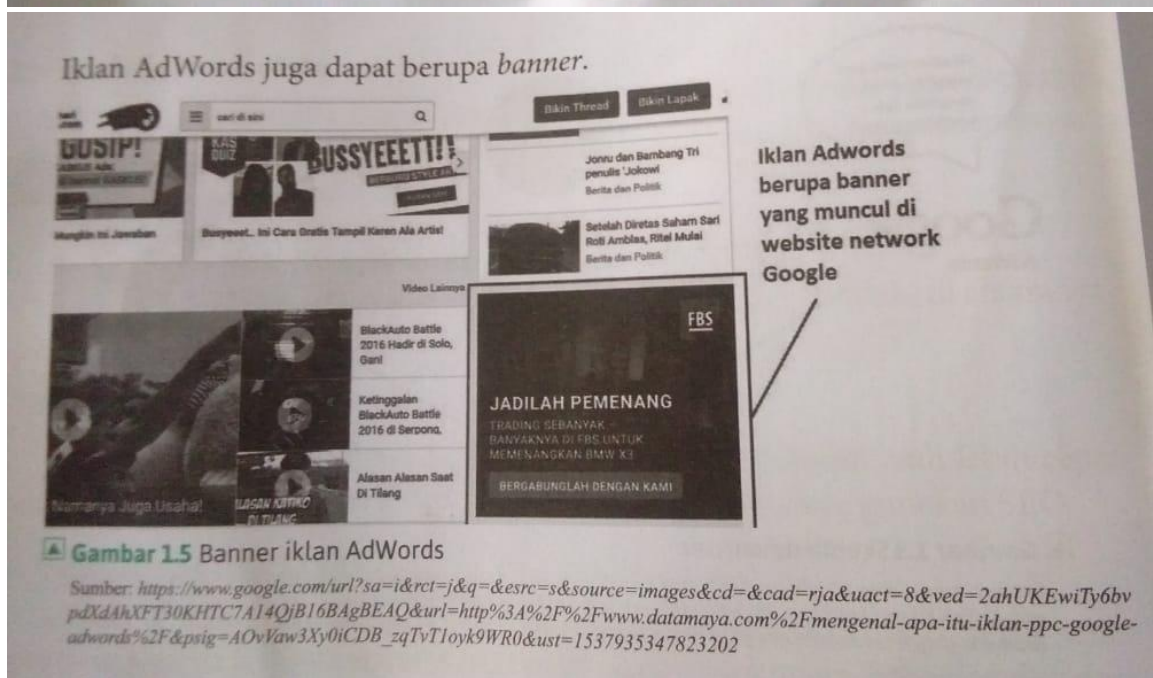 Iklan AdWords juga dapat berupa banner.
cari di sini
Bikin Thread
Bikin Lapak
GUSIP!
KAS
QUIZ
BUSSYEEETT!!
Mungkin Ini Jawaban
Busyeeet.. Ini Cara Gratis Tampil Keren Ala Artis!
Jonru dan Bambang Tri
penulis 'Jokowi
Berita dan Politik
Setelah Diretas Saham Sari
Roti Amblas, Ritel Mulai
Berita dan Politik
Iklan Adwords
berupa banner
yang muncul di
website network
Google
Video Lainnya
Namanya Juga Usaha!
BlackAuto Battle
2016 Hadir di Solo,
Gan!
Ketinggalan
BlackAuto Battle
2016 di Serpong,
Alasan Alasan Saat
Di Tilang
DI TILANG
FBS
JADILAH PEMENANG
TRADING SEBANYAK -
BANYAKNYA DI FBS UNTUK
MEMENANGKAN BMW X3
BERGABUNGLAH DENGAN KAMI
Gambar 1.5 Banner iklan AdWords
Sumber: https://www.google.com/url?sa=i&rct=j&q=&esrc=s&source=images&cd=&cad=rja&uact=8&ved=2ahUKEwiTy6bv
pdXdAhXFT30KHTC7A14QjB16BAgBEAQ&url=http%3A%2F%2Fwww.datamaya.com%2Fmengenal-apa-itu-iklan-ppc-google-
adwords%2F&psig=AOvVaw3Xy0iCDB_zqTvT1oyk9WR0&ust=1537935347823202